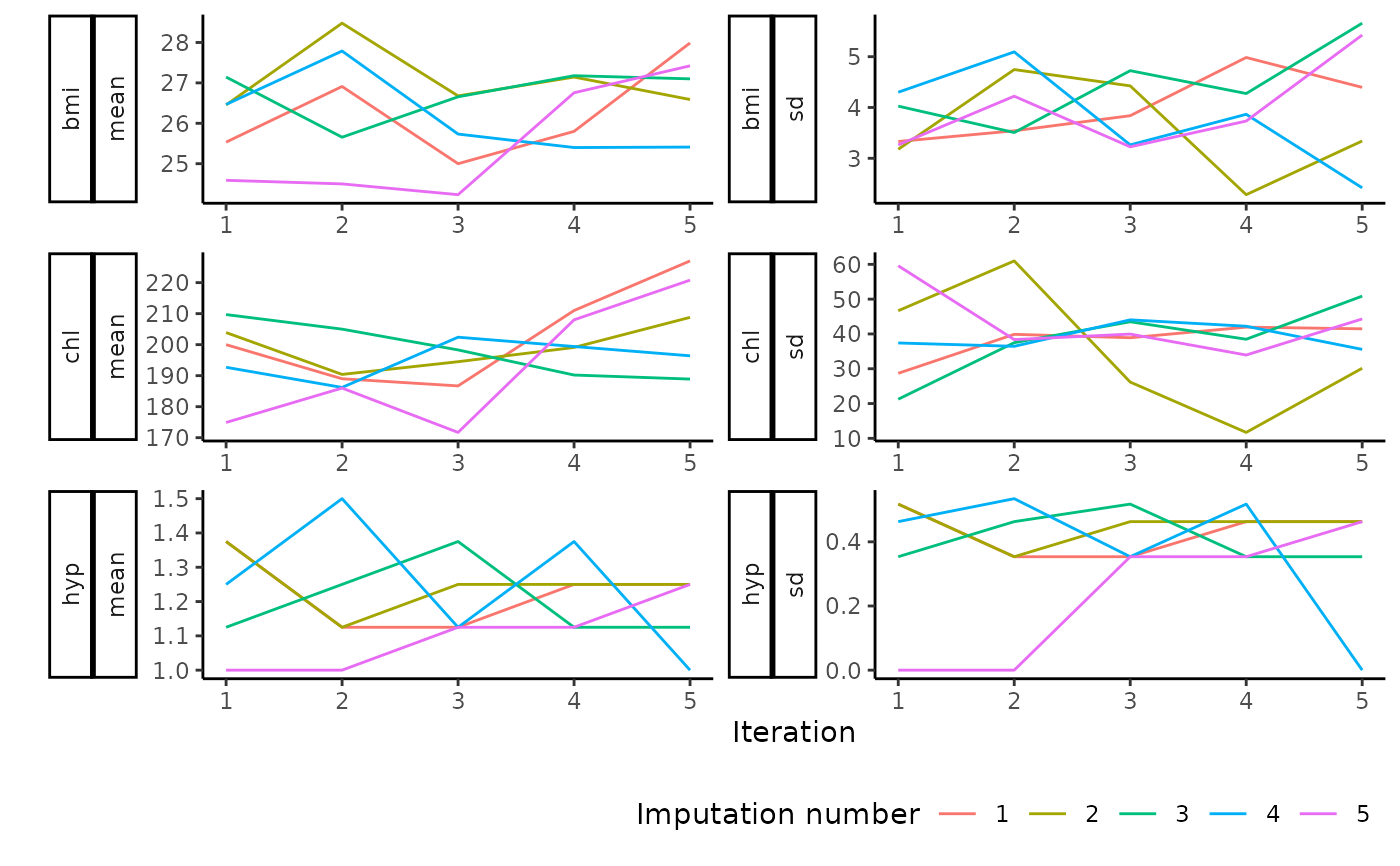 bmi
mean
28
27
26
25
1 2 3 4 5
bmi
sd
5
4
3
1 2 3 4 5
chl
mean
220
210
200
190
180
170
1 2 3 4 5
chl
sd
60
50
40
30
20
10
1 2 3 4 5
hyp
mean
1.5
1.4
1.3
1.2
1.1
1.0
1 2 3 4 5
hyp
sd
0.4
0.2
0.0
1 2 3 4 5
Iteration
Imputation number 1 2 3 4 5